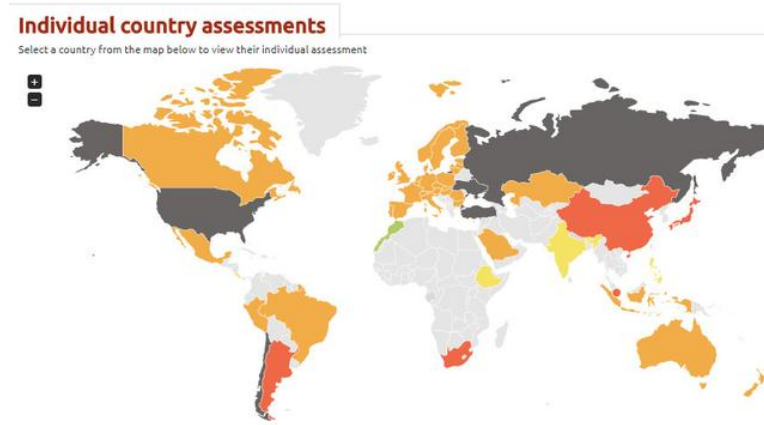 Individual country assessments
Select a country from the map below to view their individual assessment
+
−